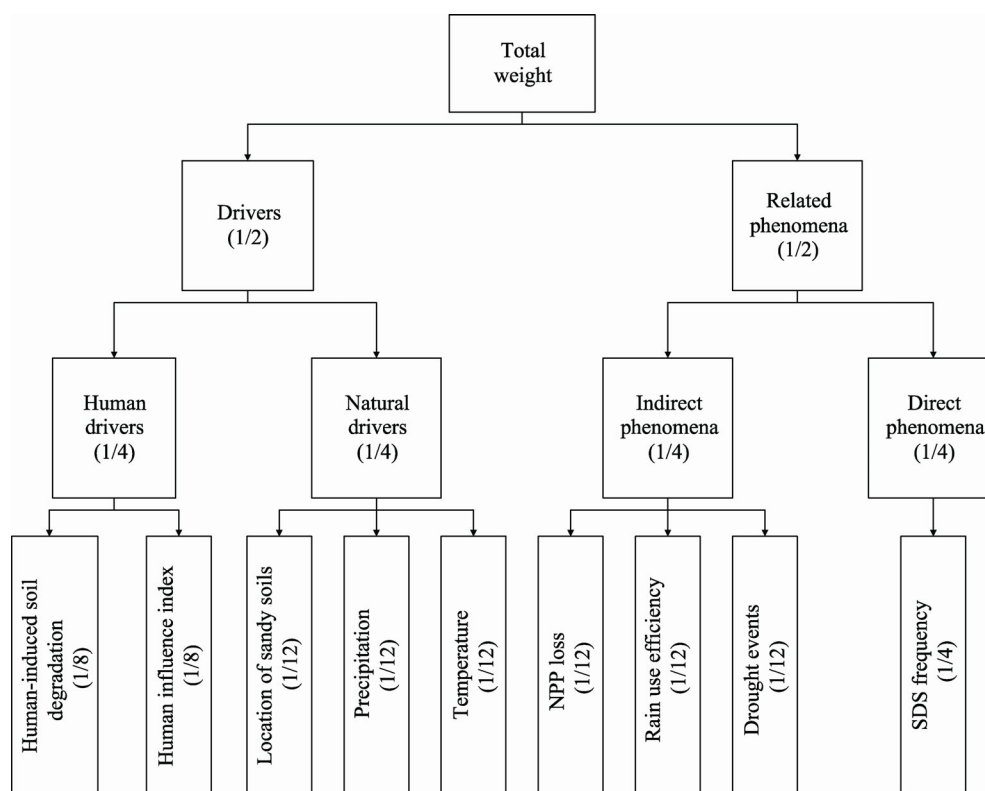 Total
weight
Drivers
(1/2)
Related
phenomena
(1/2)
Human
drivers
(1/4)
Natural
drivers
(1/4)
Indirect
phenomena
(1/4)
Direct
phenomena
(1/4)
Human-induced soil
degradation
(1/8)
Human influence index
(1/8)
Location of sandy soils
(1/12)
Precipitation
(1/12)
Temperature
(1/12)
NPP loss
(1/12)
Rain use efficiency
(1/12)
Drought events
(1/12)
SDS frequency
(1/4)